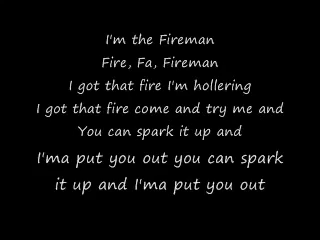 I'm the Fireman
Fire, Fa, Fireman
I got that fire I'm hollering
I got that fire come and try me and
You can spark it up and
I'ma put you out you can spark
it up and I'ma put you out